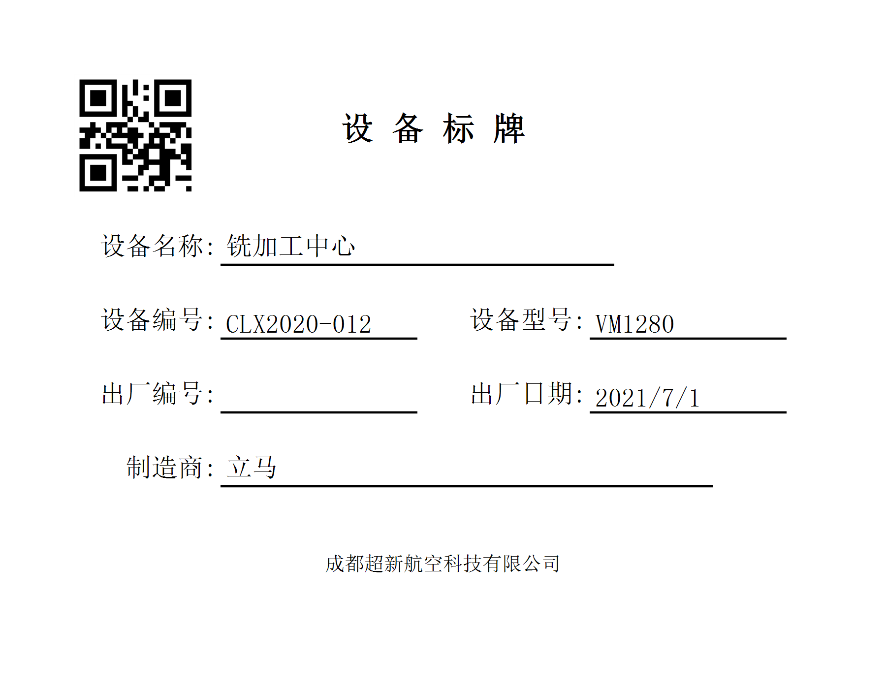 设备标牌
设备名称: 铣加工中心
设备编号: CLX2020-012 设备型号: VM1280
出厂编号: 出厂日期: 2021/7/1
制造商: 立马
成都超新航空科技有限公司